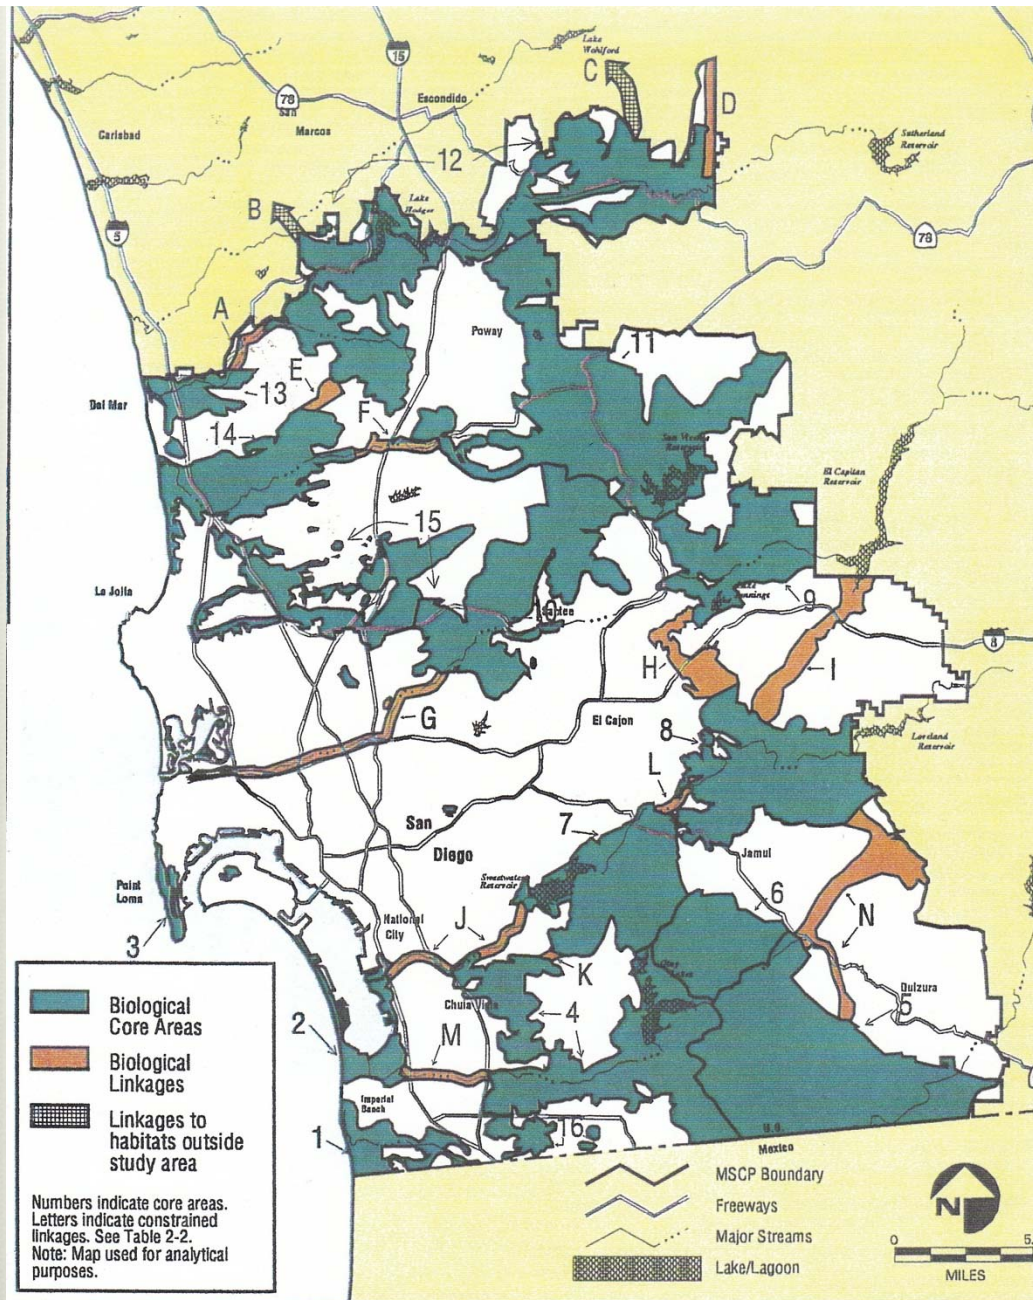 Lake
Wohlford
C
15
D
78
San
Marcos
Escondido
Carlsbad
Sutherland
Reservoir
12
B
Lake
Hodges
5
78
A
Poway
11
E
13
Del Mar
F
14
San
Reservoir
El Capitan
Reservoir
15
La Jolla
9
10
H
I
8
G
El Cajon
8
Loveland
Reservoir
L
San
Diego
7
Jamul
Sweetwater
Reservoir
6
Point
Loma
National
City
J
N
3
K
Otay
Chula Vista
Dulzura
5
4
2
M
Imperial
Beach
1
16
U.S.
Mexico
Biological
Core Areas
Biological
Linkages
Linkages to
habitats outside
study area
Numbers indicate core areas.
Letters indicate constrained
linkages. See Table 2-2.
Note: Map used for analytical
purposes.
MSCP Boundary
Freeways
Major Streams
Lake/Lagoon
N
0
MILES